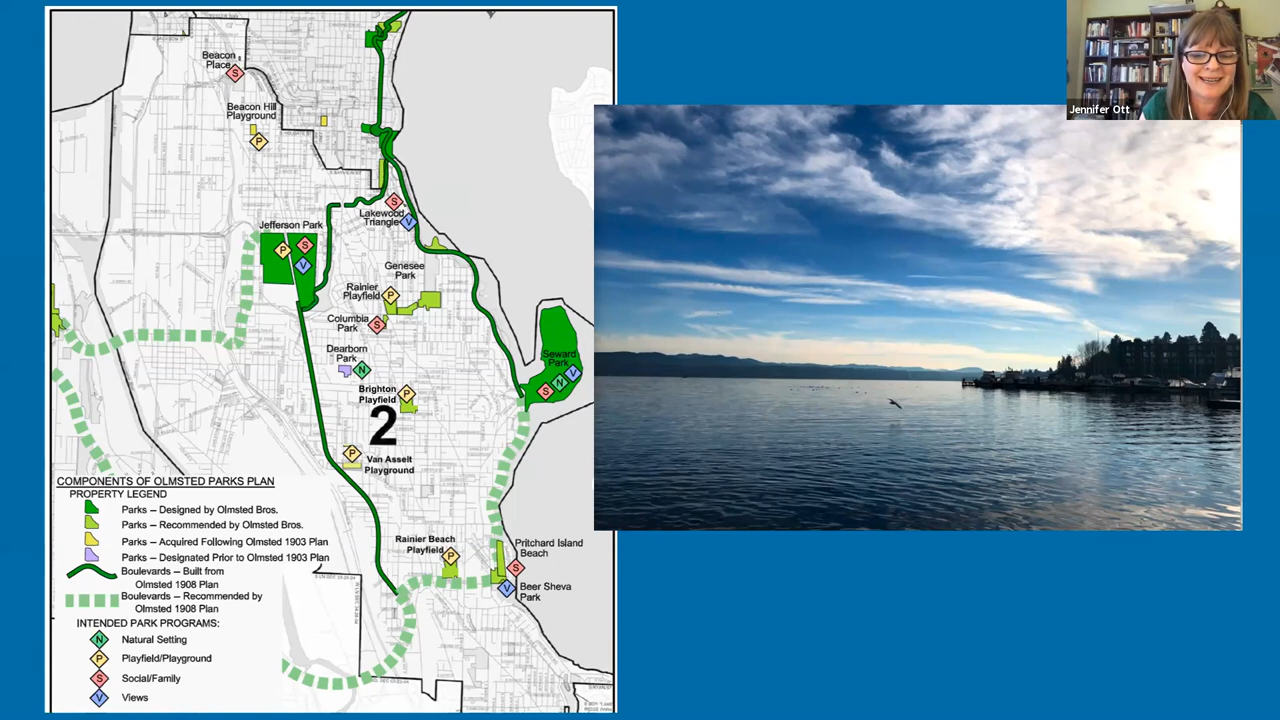 Jennifer Ott
Beacon
Place
S
Beacon Hill
Playground
P
S
Lakewood
Triangle
V
Jefferson Park
P
S
V
Genesee
Park
Rainier
Playfield
P
Columbia
Park
S
Dearborn
Park
N
Seward
Park
S
N
V
Brighton
Playfield
P
2
P
Van Asselt
Playground
Rainier Beach
Playfield
P
Pritchard Island
Beach
S
Beer Sheva
Park
V
COMPONENTS OF OLMSTED PARKS PLAN
PROPERTY LEGEND
Parks – Designed by Olmsted Bros.
Parks – Recommended by Olmsted Bros.
Parks – Acquired Following Olmsted 1903 Plan
Parks – Designated Prior to Olmsted 1903 Plan
Boulevards – Built from
Olmsted 1908 Plan
Boulevards – Recommended by
Olmsted 1908 Plan
INTENDED PARK PROGRAMS:
N Natural Setting
P Playfield/Playground
S Social/Family
V Views